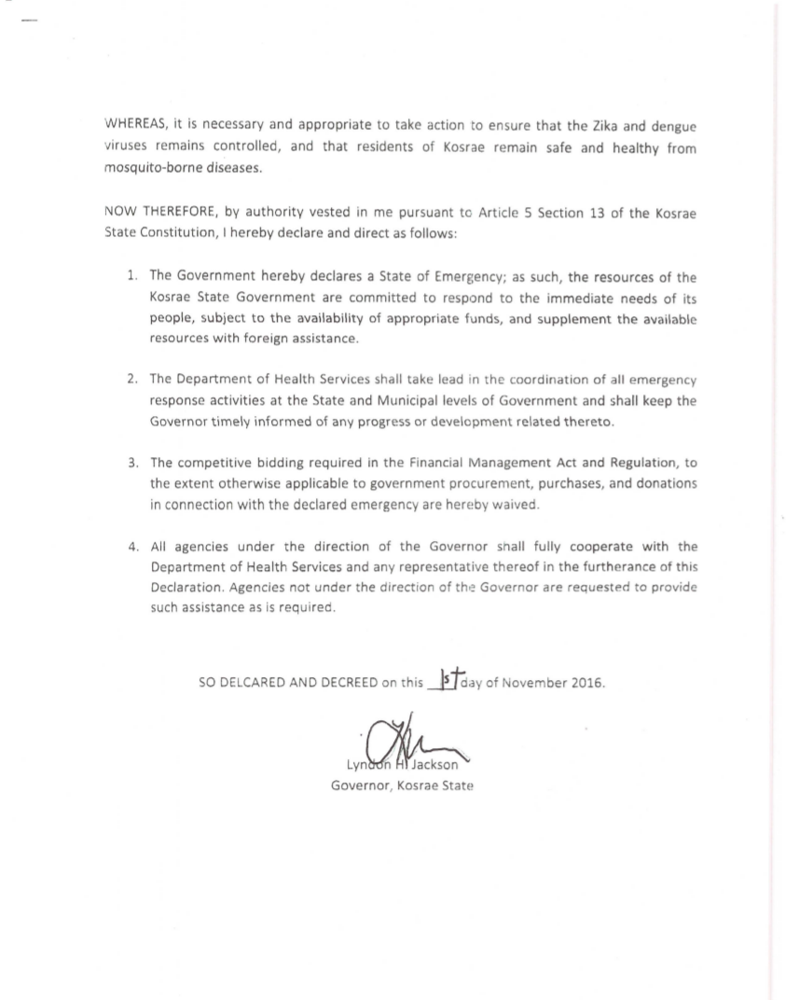 WHEREAS, it is necessary and appropriate to take action to ensure that the Zika and dengue
viruses remains controlled, and that residents of Kosrae remain safe and healthy from
mosquito-borne diseases.
NOW THEREFORE, by authority vested in me pursuant to Article 5 Section 13 of the Kosrae
State Constitution, I hereby declare and direct as follows:
1. The Government hereby declares a State of Emergency; as such, the resources of the
Kosrae State Government are committed to respond to the immediate needs of its
people, subject to the availability of appropriate funds, and supplement the available
resources with foreign assistance.
2. The Department of Health Services shall take lead in the coordination of all emergency
response activities at the State and Municipal levels of Government and shall keep the
Governor timely informed of any progress or development related thereto.
3. The competitive bidding required in the Financial Management Act and Regulation, to
the extent otherwise applicable to government procurement, purchases, and donations
in connection with the declared emergency are hereby waived.
4. All agencies under the direction of the Governor shall fully cooperate with the
Department of Health Services and any representative thereof in the furtherance of this
Declaration. Agencies not under the direction of the Governor are requested to provide
such assistance as is required.
SO DELCARED AND DECREED on this 1st day of November 2016.
Lyndon H Jackson
Governor, Kosrae State